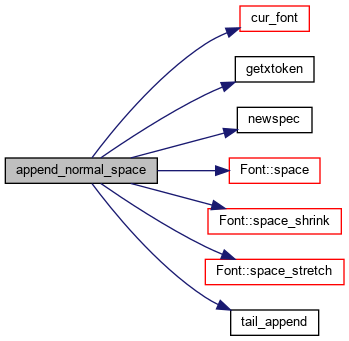 cur_font
getxtoken
newspec
append_normal_space
Font::space
Font::space_shrink
Font::space_stretch
tail_append